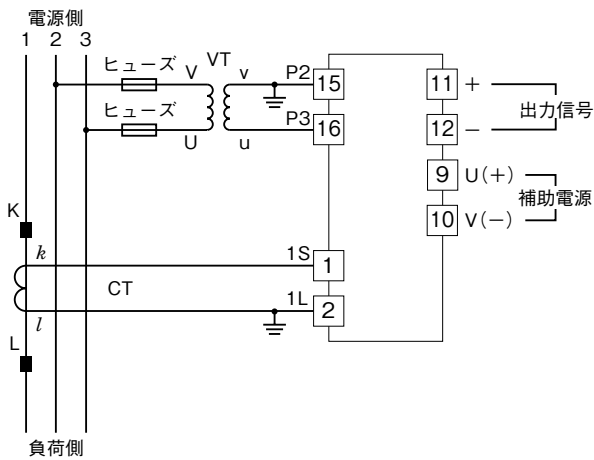 電源側
1 2 3
ヒューズ
VT
V
v
P2
15
11
+
ヒューズ
U
u
P3
16
12
−
出力信号
9
U(+)
補助電源
10
V(−)
K
k
1S
1
CT
l
1L
2
L
負荷側